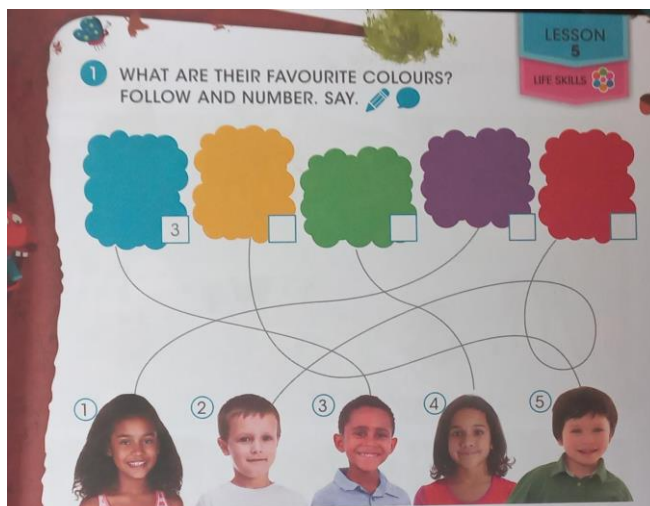 LESSON
5
LIFE SKILLS
1 WHAT ARE THEIR FAVOURITE COLOURS?
FOLLOW AND NUMBER. SAY.
3
1
2
3
4
5